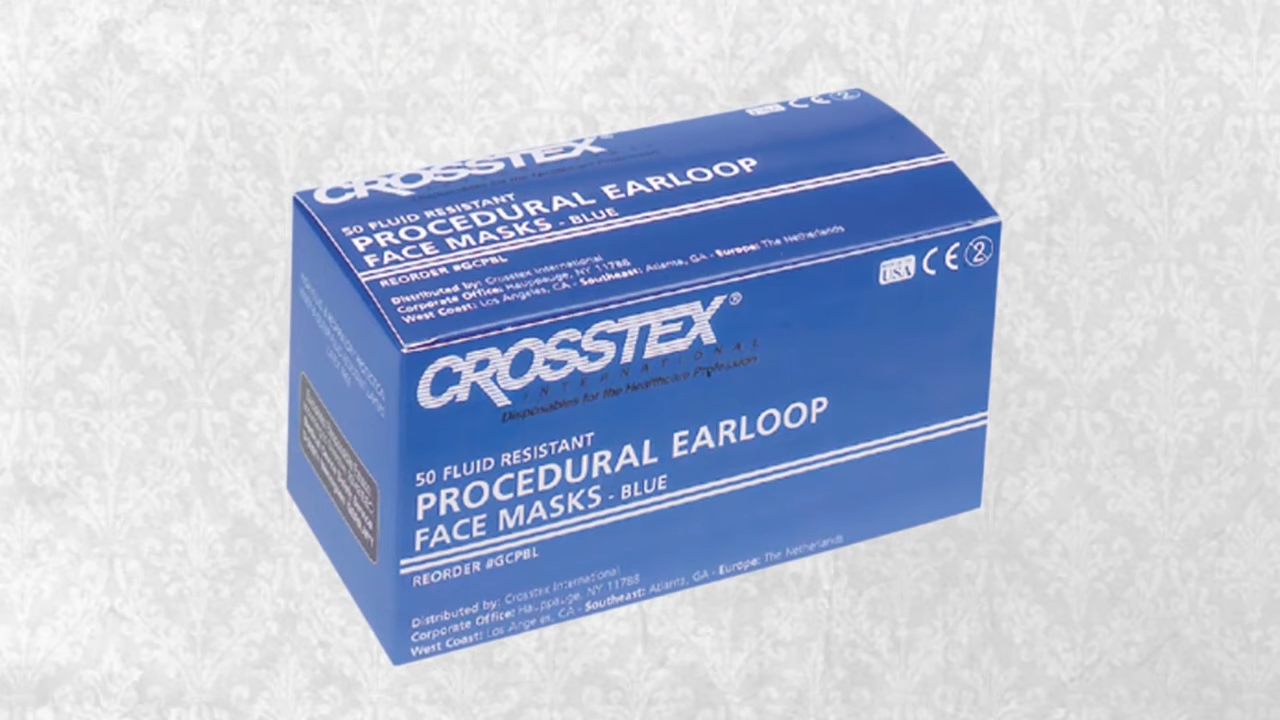 CROSSTEX®
50 FLUID RESISTANT
PROCEDURAL EARLOOP
FACE MASKS - BLUE
REORDER #GCPBL
Distributed by: Crosstex International
Corporate Office: Hauppauge, NY 11788
West Coast: Los Angeles, CA - Southeast: Atlanta, GA - Europe: The Netherlands
USA CE 2
CROSSTEX®
INTERNATIONAL
Disposables for the Healthcare Profession
50 FLUID RESISTANT
PROCEDURAL EARLOOP
FACE MASKS - BLUE
REORDER #GCPBL
Distributed by: Crosstex International
Corporate Office: Hauppauge, NY 11788
West Coast: Los Angeles, CA - Southeast: Atlanta, GA - Europe: The Netherlands